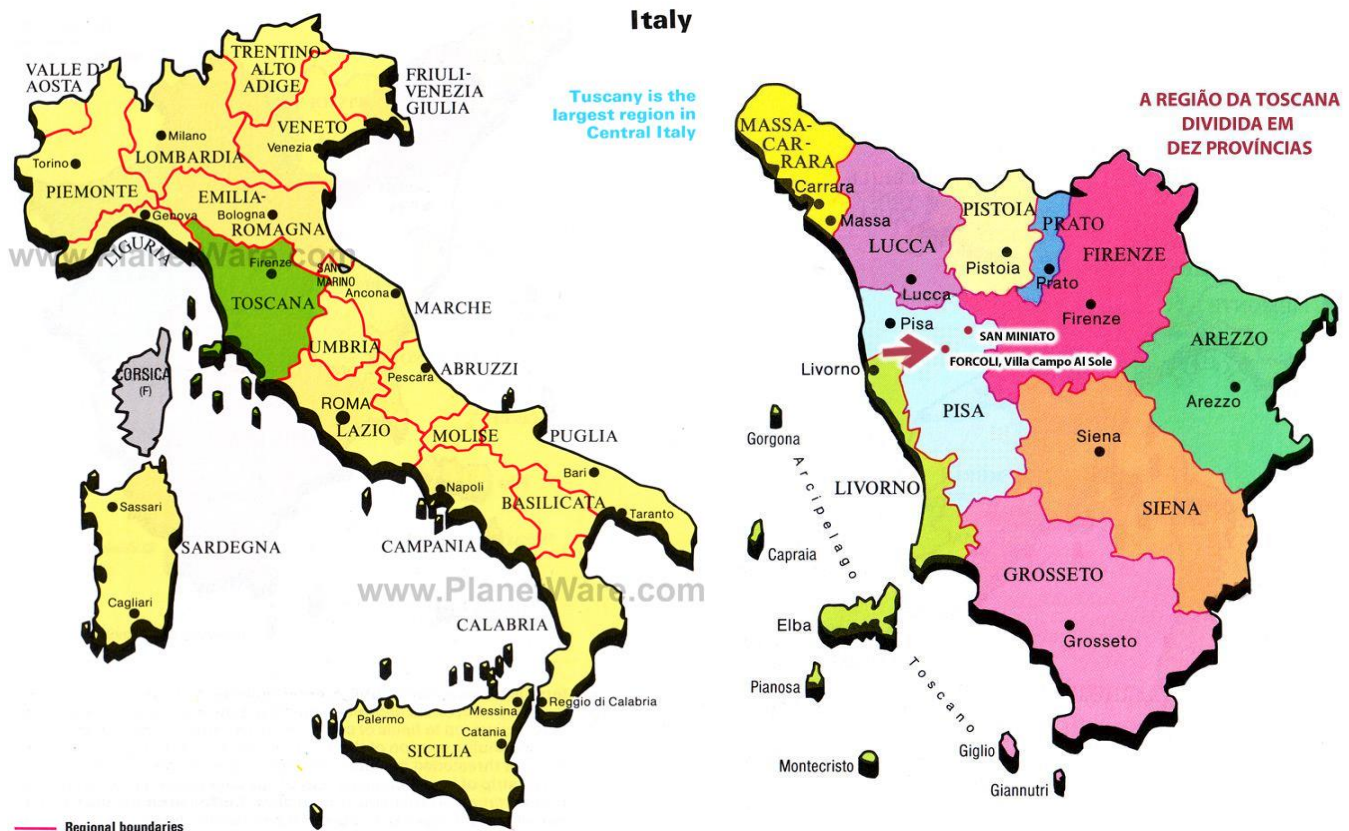 Italy
Tuscany is the
largest region in
Central Italy
VALLE D'
AOSTA
TRENTINO
ALTO
ADIGE
FRIULI-
VENEZIA
GIULIA
VENETO
Venezia
Milano
LOMBARDIA
Torino
PIEMONTE
EMILIA-
Bologna
ROMAGNA
Genova
LIGURIA
www.PlanetWare.com
Firenze
TOSCANA
SAN
MARINO
Ancona
MARCHE
UMBRIA
CORSICA
(F)
ABRUZZI
Pescara
ROMA
LAZIO
MOLISE
PUGLIA
Bari
Napoli
BASILICATA
Taranto
CAMPANIA
Sassari
SARDEGNA
Cagliari
www.PlanetWare.com
CALABRIA
Reggio di Calabria
Messina
Palermo
Catania
SICILIA
Regional boundaries
A REGIÃO DA TOSCANA
DIVIDIDA EM
DEZ PROVÍNCIAS
MASSA-
CAR-
RARA
Carrara
Massa
LUCCA
Lucca
PISTOIA
Pistoia
PRATO
Prato
FIRENZE
Firenze
Pisa
SAN MINIATO
FORCOLI, Villa Campo Al Sole
Livorno
PISA
AREZZO
Arezzo
Siena
SIENA
LIVORNO
GROSSETO
Grosseto
Gorgona
Arcipelago
Capraia
Elba
Toscano
Pianosa
Montecristo
Giglio
Giannutri